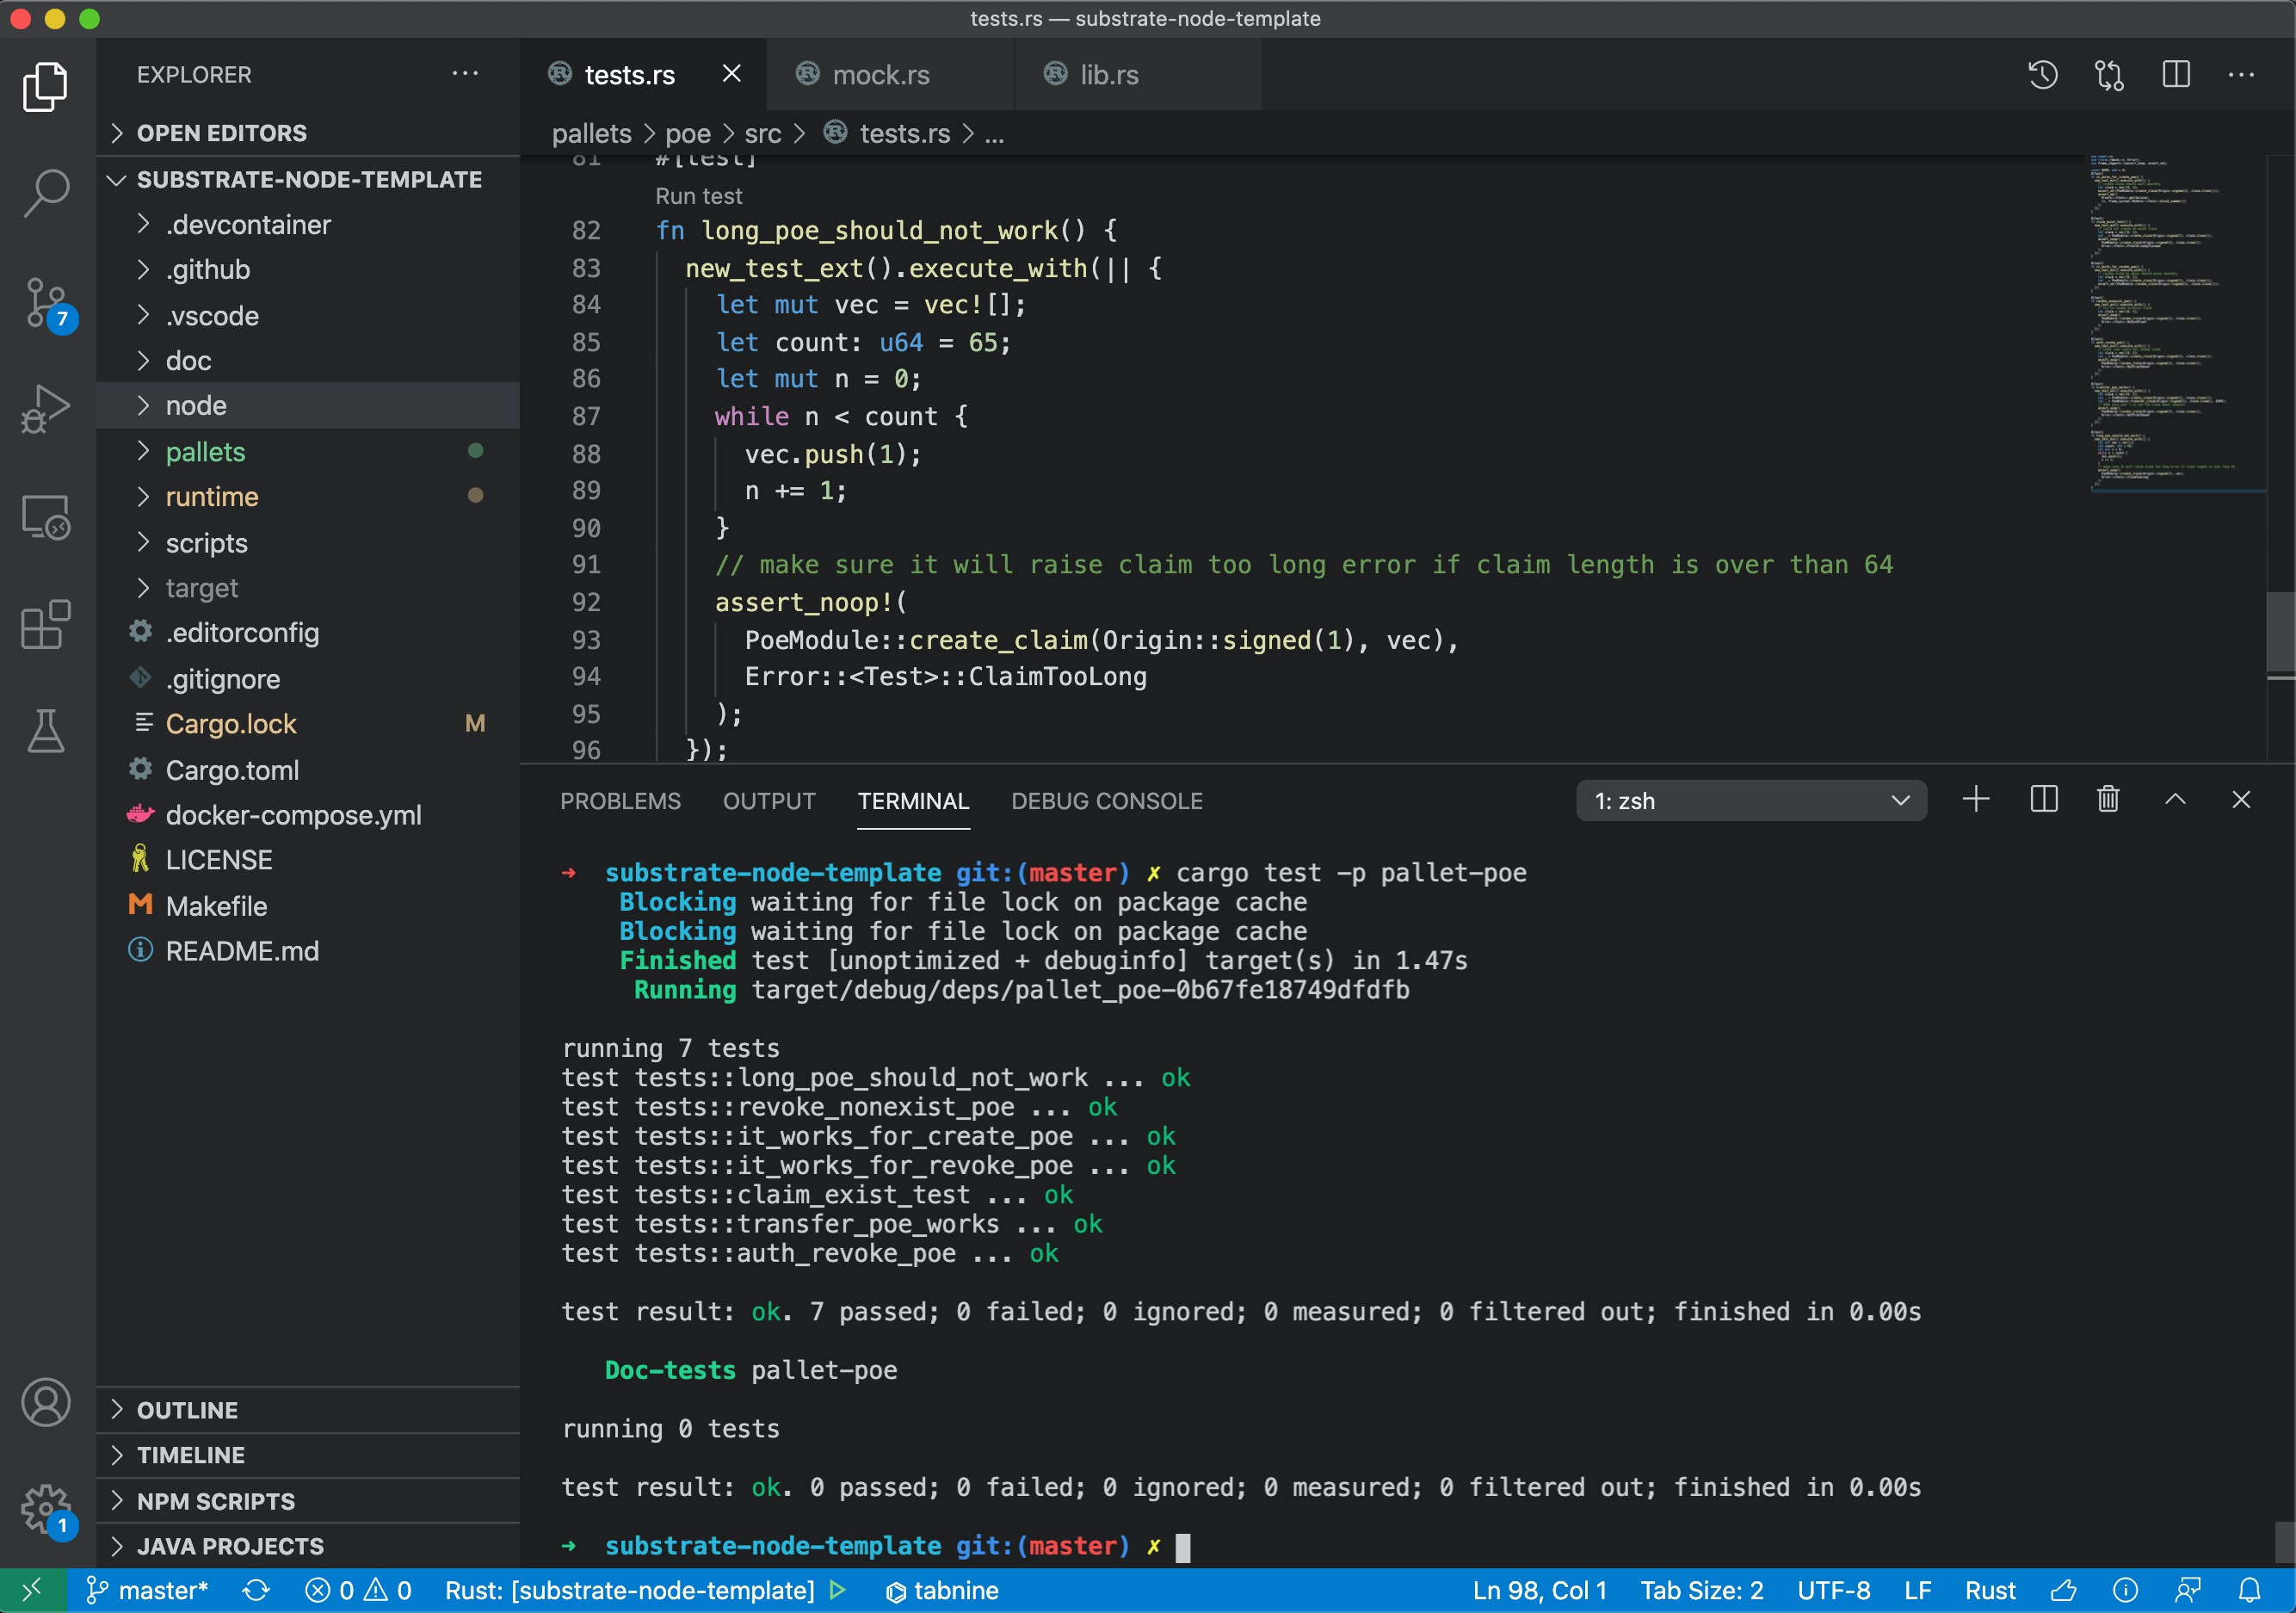 tests.rs — substrate-node-template
EXPLORER
OPEN EDITORS
SUBSTRATE-NODE-TEMPLATE
.devcontainer
.github
.vscode
doc
node
pallets
runtime
scripts
target
.editorconfig
.gitignore
Cargo.lock M
Cargo.toml
docker-compose.yml
LICENSE
Makefile
README.md
OUTLINE
TIMELINE
NPM SCRIPTS
JAVA PROJECTS
7
1
tests.rs mock.rs lib.rs
pallets > poe > src > tests.rs > ...
81 #[test]
Run test
82 fn long_poe_should_not_work() {
83 new_test_ext().execute_with(|| {
84 let mut vec = vec![];
85 let count: u64 = 65;
86 let mut n = 0;
87 while n < count {
88 vec.push(1);
89 n += 1;
90 }
91 // make sure it will raise claim too long error if claim length is over than 64
92 assert_noop!(
93 PoeModule::create_claim(Origin::signed(1), vec),
94 Error::<Test>::ClaimTooLong
95 );
96 });
PROBLEMS OUTPUT TERMINAL DEBUG CONSOLE 1: zsh
➜ substrate-node-template git:(master) ✗ cargo test -p pallet-poe
Blocking waiting for file lock on package cache
Blocking waiting for file lock on package cache
Finished test [unoptimized + debuginfo] target(s) in 1.47s
Running target/debug/deps/pallet_poe-0b67fe18749dfdfb
running 7 tests
test tests::long_poe_should_not_work ... ok
test tests::revoke_nonexist_poe ... ok
test tests::it_works_for_create_poe ... ok
test tests::it_works_for_revoke_poe ... ok
test tests::claim_exist_test ... ok
test tests::transfer_poe_works ... ok
test tests::auth_revoke_poe ... ok
test result: ok. 7 passed; 0 failed; 0 ignored; 0 measured; 0 filtered out; finished in 0.00s
Doc-tests pallet-poe
running 0 tests
test result: ok. 0 passed; 0 failed; 0 ignored; 0 measured; 0 filtered out; finished in 0.00s
➜ substrate-node-template git:(master) ✗
master* 0 0 Rust: [substrate-node-template] tabnine Ln 98, Col 1 Tab Size: 2 UTF-8 LF Rust